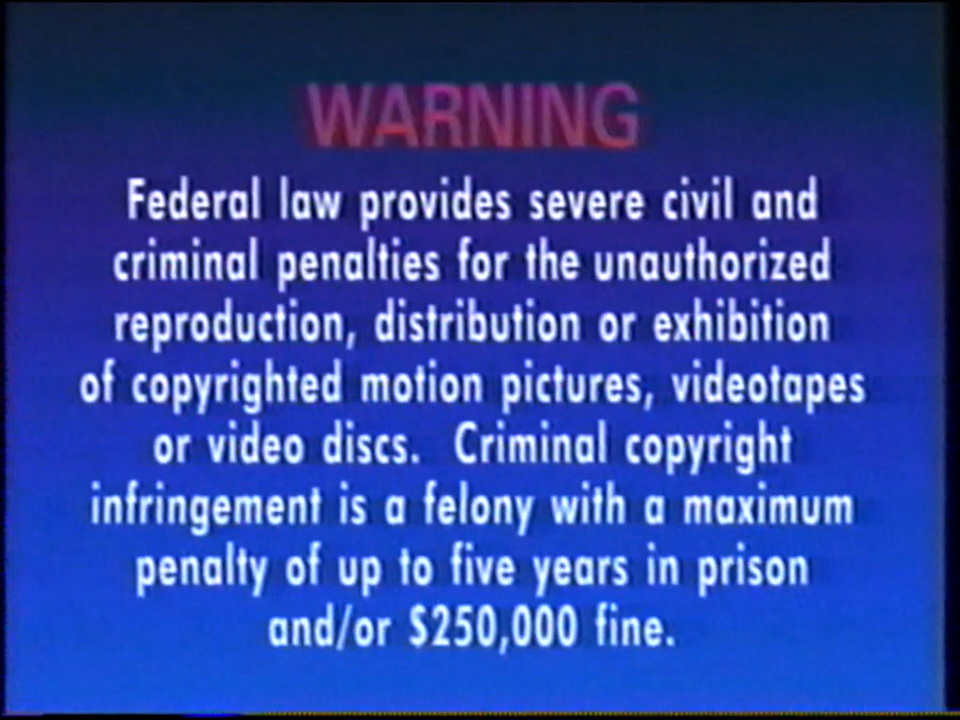 WARNING
Federal law provides severe civil and
criminal penalties for the unauthorized
reproduction, distribution or exhibition
of copyrighted motion pictures, videotapes
or video discs.  Criminal copyright
infringement is a felony with a maximum
penalty of up to five years in prison
and/or $250,000 fine.